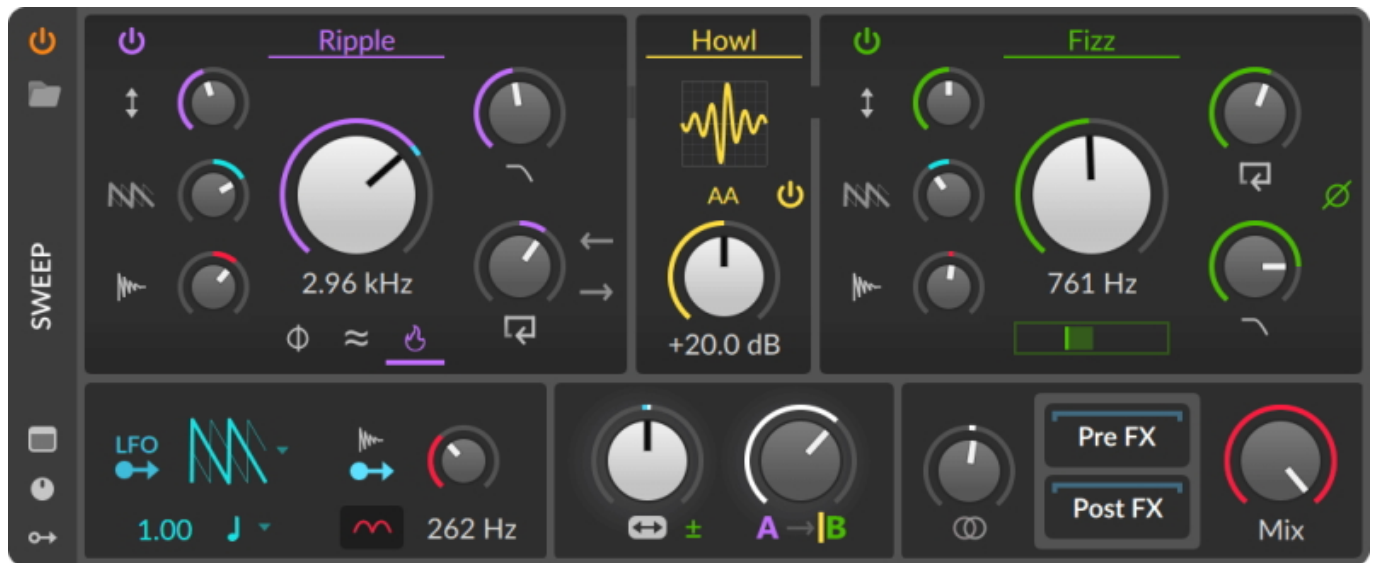 SWEEP
Ripple
2.96 kHz
Howl
AA
+20.0 dB
Fizz
761 Hz
LFO
1.00
262 Hz
A → B
Pre FX
Post FX
Mix